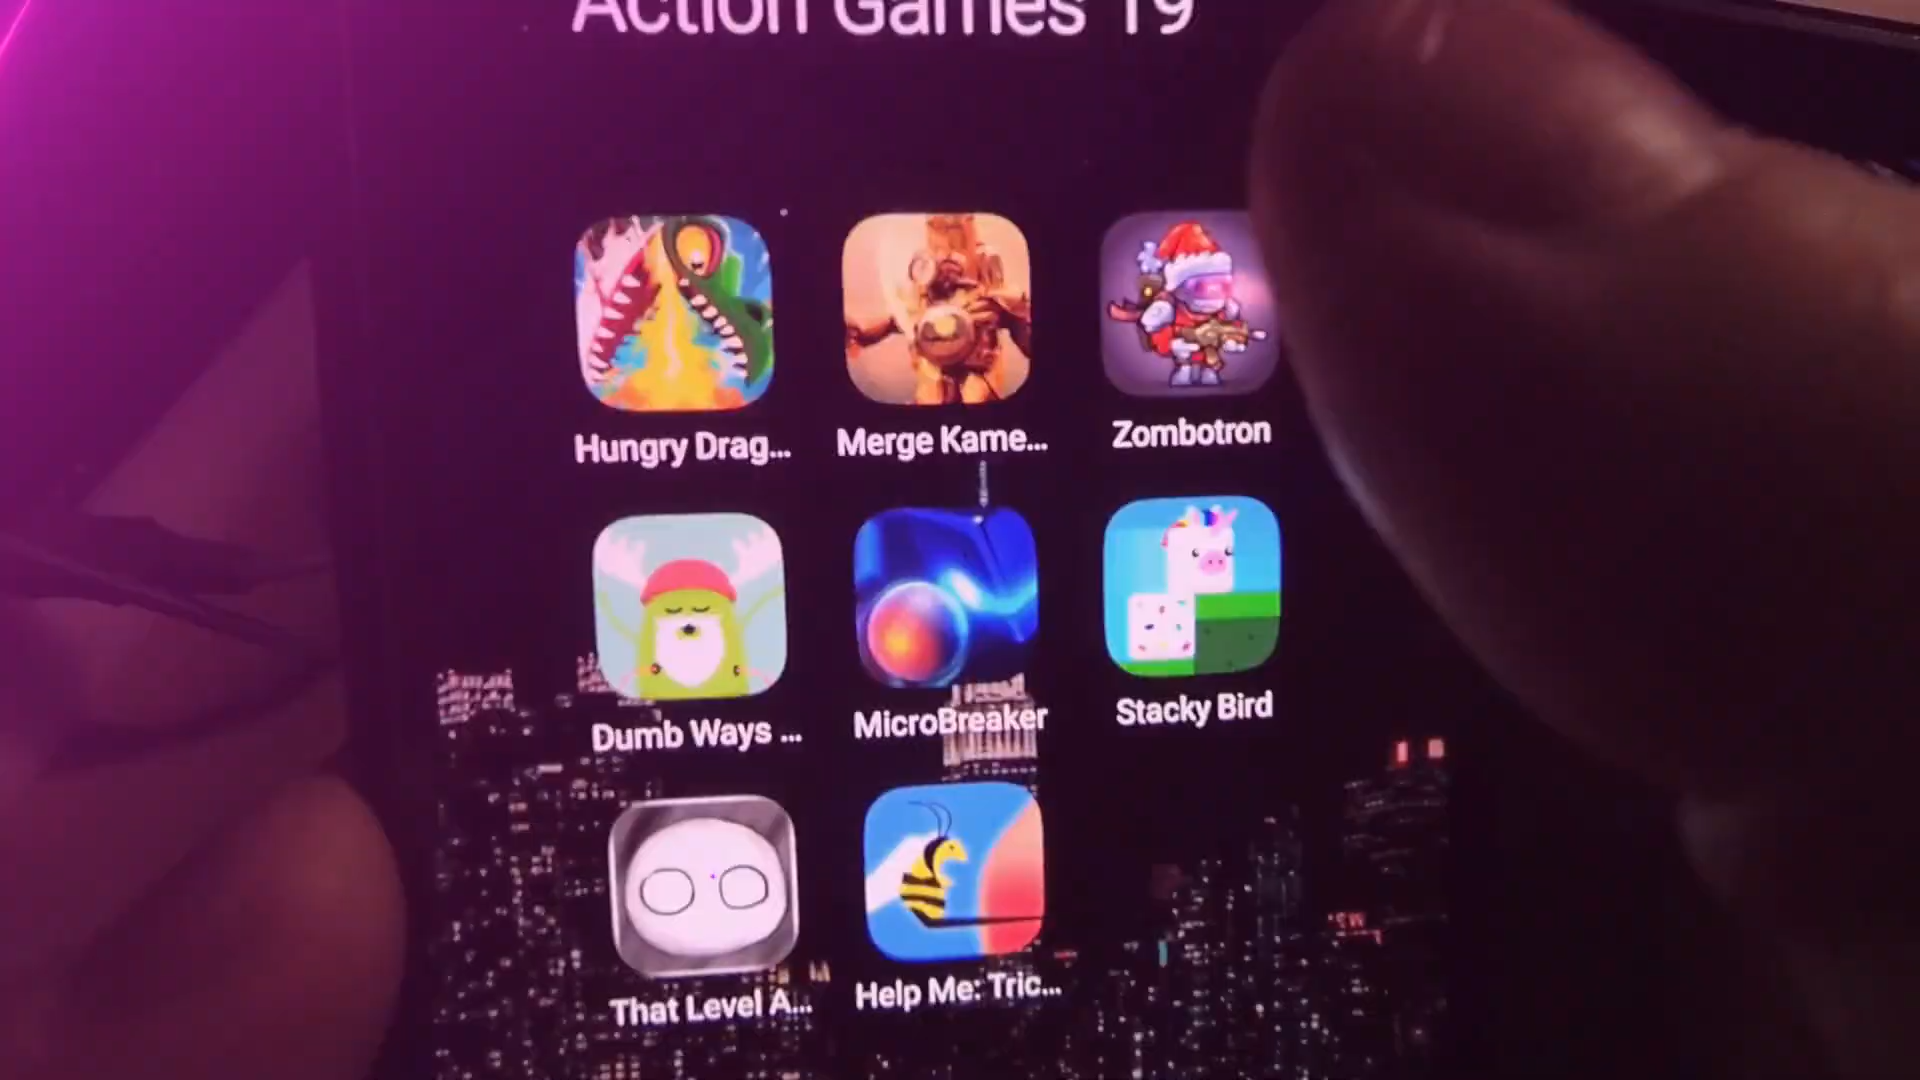 Action Games 19
Hungry Drag...
Merge Kame...
Zombotron
Dumb Ways ...
MicroBreaker
Stacky Bird
That Level A...
Help Me: Tric...